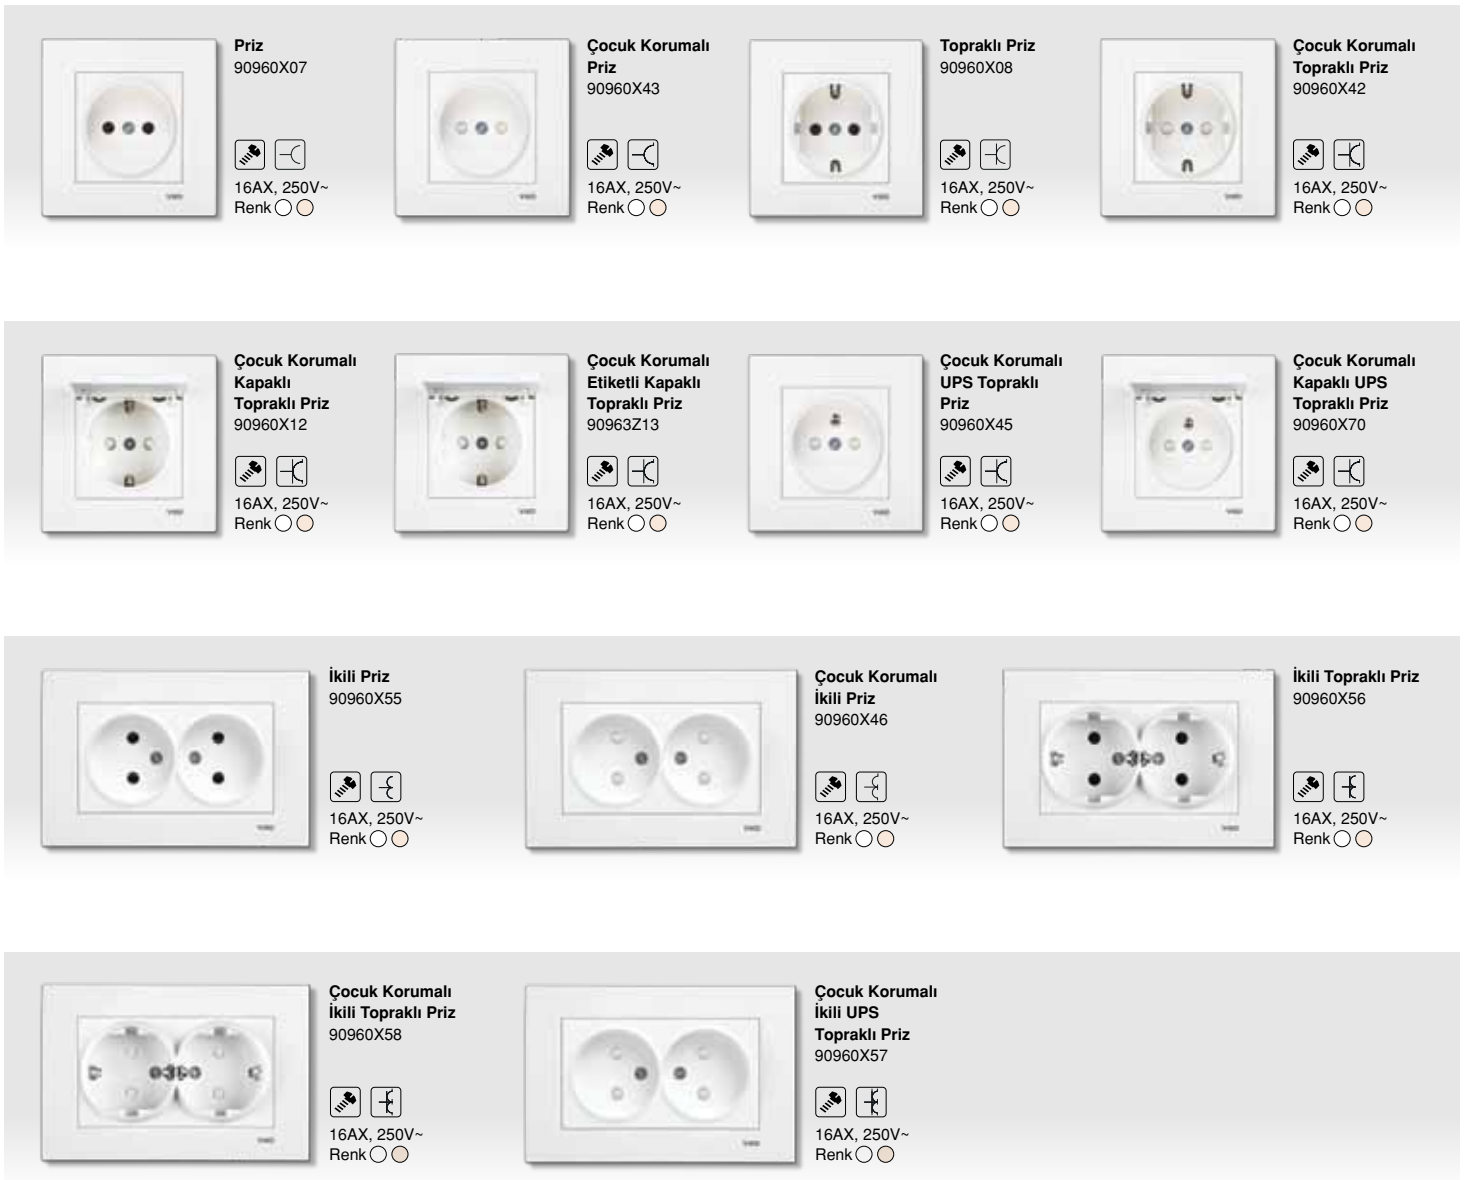 Priz
90960X07
16AX, 250V~
Renk
Çocuk Korumalı
Priz
90960X43
16AX, 250V~
Renk
Topraklı Priz
90960X08
16AX, 250V~
Renk
Çocuk Korumalı
Topraklı Priz
90960X42
16AX, 250V~
Renk
Çocuk Korumalı
Kapaklı
Topraklı Priz
90960X12
16AX, 250V~
Renk
Çocuk Korumalı
Etiketli Kapaklı
Topraklı Priz
90963Z13
16AX, 250V~
Renk
Çocuk Korumalı
UPS Topraklı
Priz
90960X45
16AX, 250V~
Renk
Çocuk Korumalı
Kapaklı UPS
Topraklı Priz
90960X70
16AX, 250V~
Renk
İkili Priz
90960X55
16AX, 250V~
Renk
Çocuk Korumalı
İkili Priz
90960X46
16AX, 250V~
Renk
İkili Topraklı Priz
90960X56
16AX, 250V~
Renk
Çocuk Korumalı
İkili Topraklı Priz
90960X58
16AX, 250V~
Renk
Çocuk Korumalı
İkili UPS
Topraklı Priz
90960X57
16AX, 250V~
Renk